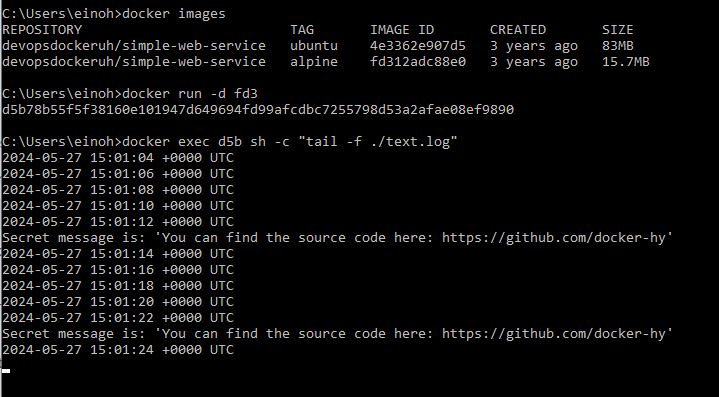 C:\Users\einoh>docker images
REPOSITORY                          TAG       IMAGE ID       CREATED       SIZE
devopsdockeruh/simple-web-service   ubuntu    4e3362e907d5   3 years ago   83MB
devopsdockeruh/simple-web-service   alpine    fd312adc88e0   3 years ago   15.7MB
C:\Users\einoh>docker run -d fd3
d5b78b55f5f38160e101947d649694fd99afcdbc7255798d53a2afae08ef9890
C:\Users\einoh>docker exec d5b sh -c "tail -f ./text.log"
2024-05-27 15:01:04 +0000 UTC
2024-05-27 15:01:06 +0000 UTC
2024-05-27 15:01:08 +0000 UTC
2024-05-27 15:01:10 +0000 UTC
2024-05-27 15:01:12 +0000 UTC
Secret message is: 'You can find the source code here: https://github.com/docker-hy'
2024-05-27 15:01:14 +0000 UTC
2024-05-27 15:01:16 +0000 UTC
2024-05-27 15:01:18 +0000 UTC
2024-05-27 15:01:20 +0000 UTC
2024-05-27 15:01:22 +0000 UTC
Secret message is: 'You can find the source code here: https://github.com/docker-hy'
2024-05-27 15:01:24 +0000 UTC